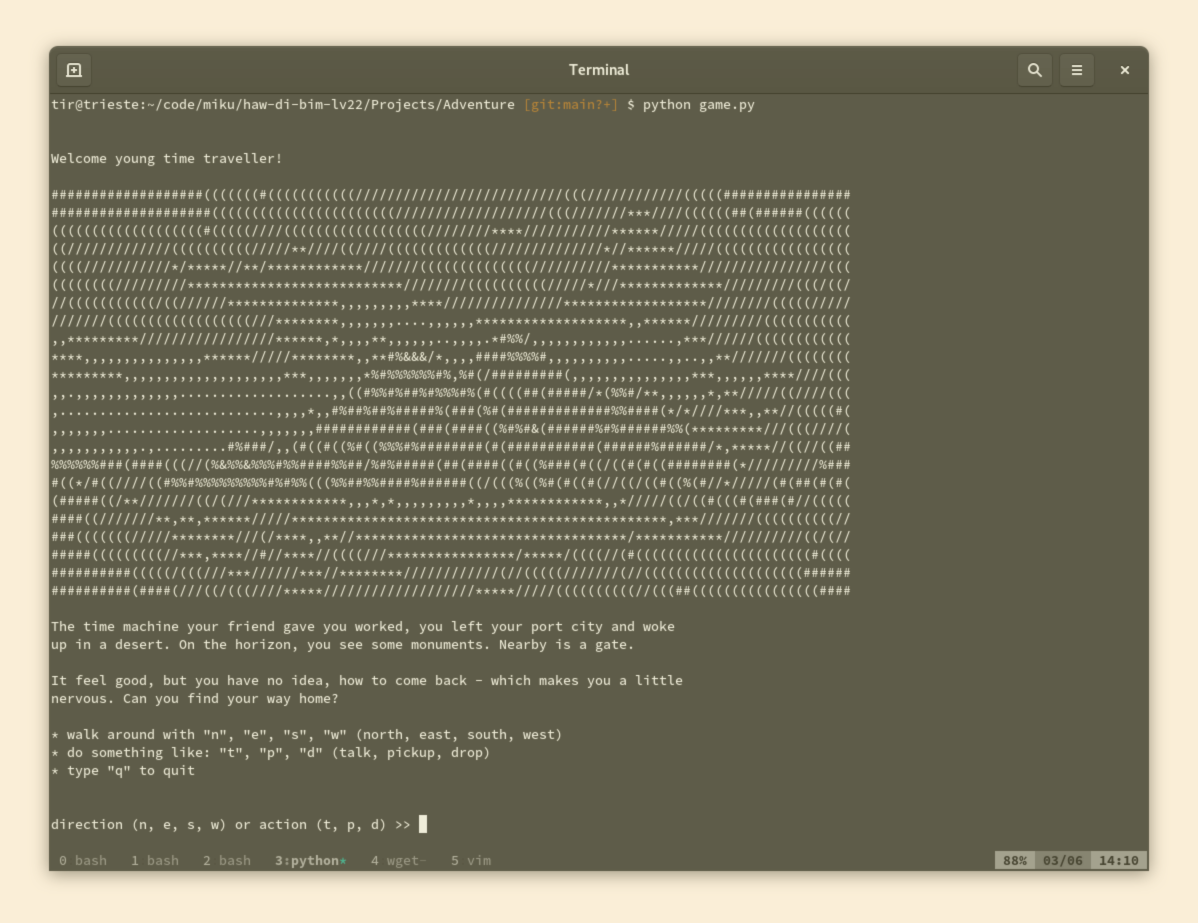 Terminal
tir@trieste:~/code/miku/haw-di-bim-lv22/Projects/Adventure [git:main?+] $ python game.py
Welcome young time traveller!
The time machine your friend gave you worked, you left your port city and woke
up in a desert. On the horizon, you see some monuments. Nearby is a gate.
It feel good, but you have no idea, how to come back - which makes you a little
nervous. Can you find your way home?
* walk around with "n", "e", "s", "w" (north, east, south, west)
* do something like: "t", "p", "d" (talk, pickup, drop)
* type "q" to quit
direction (n, e, s, w) or action (t, p, d) >>
0 bash 1 bash 2 bash 3:python* 4 wget- 5 vim 88% 03/06 14:10